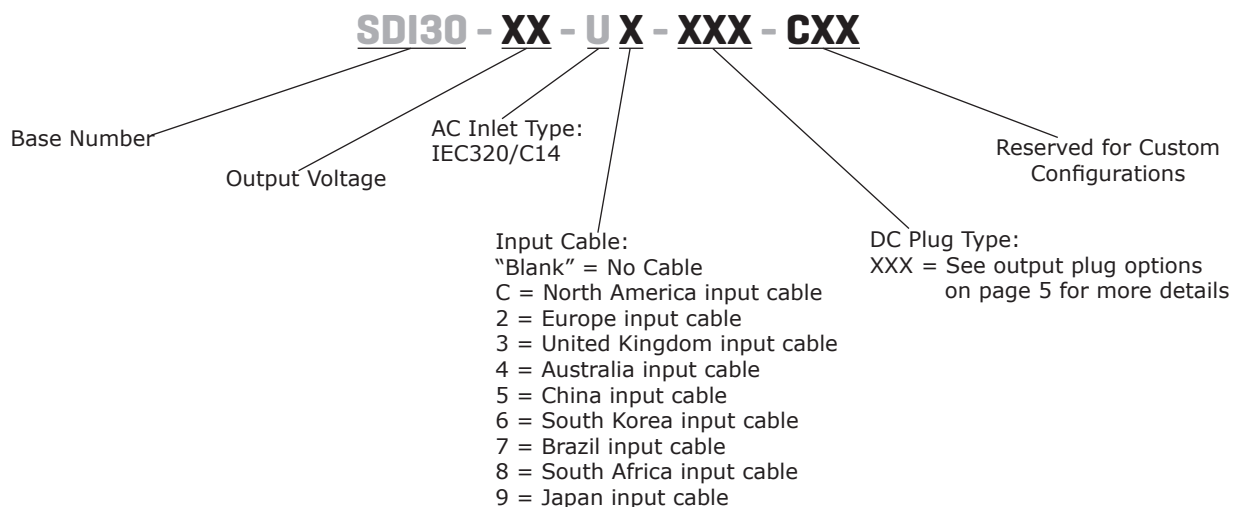 SDI30 - XX - U X - XXX - CXX
Base Number
Output Voltage
AC Inlet Type:
IEC320/C14
Input Cable:
“Blank” = No Cable
C = North America input cable
2 = Europe input cable
3 = United Kingdom input cable
4 = Australia input cable
5 = China input cable
6 = South Korea input cable
7 = Brazil input cable
8 = South Africa input cable
9 = Japan input cable
DC Plug Type:
XXX = See output plug options
on page 5 for more details
Reserved for Custom
Configurations